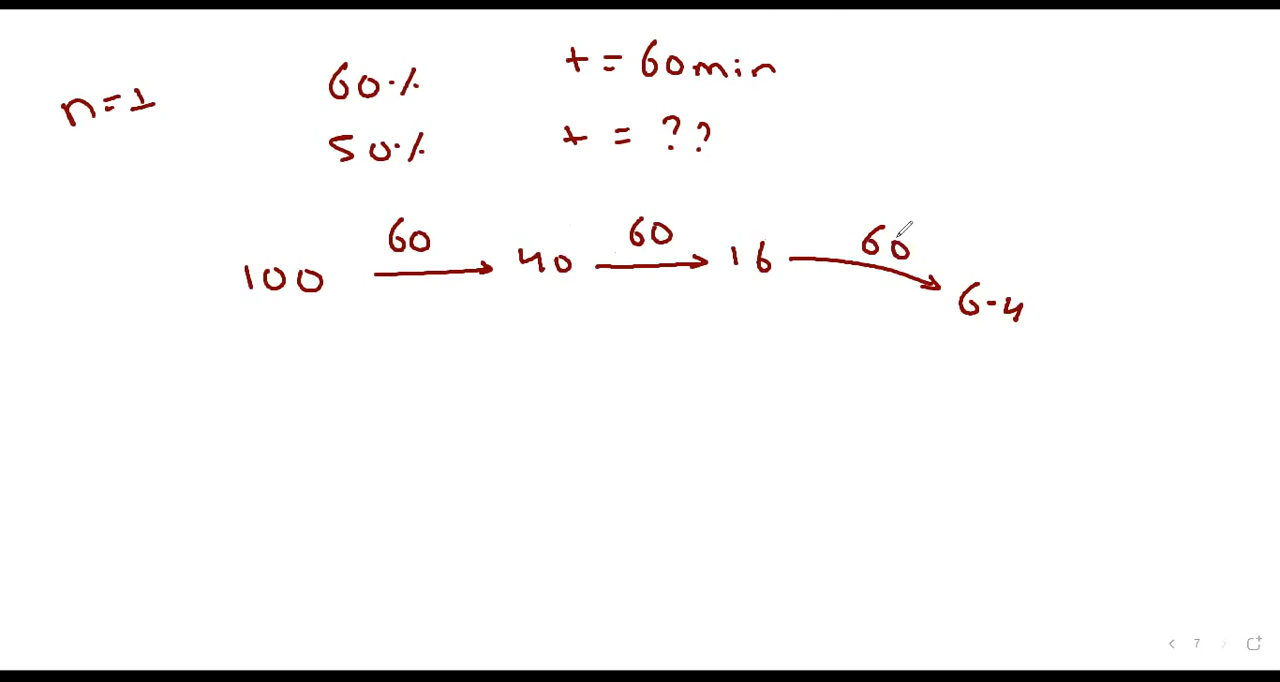 n=1
60% t = 60min
50% t = ??
100 60 40 60 16 60 6.4
7